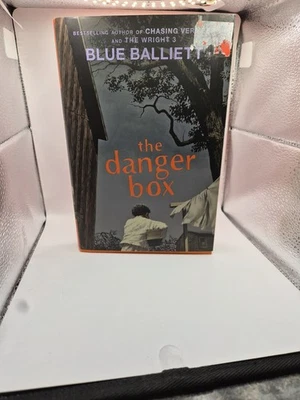 BESTSELLING AUTHOR OF CHASING VER
AND THE WRIGHT 3
BLUE BALLIETT
the
danger
box